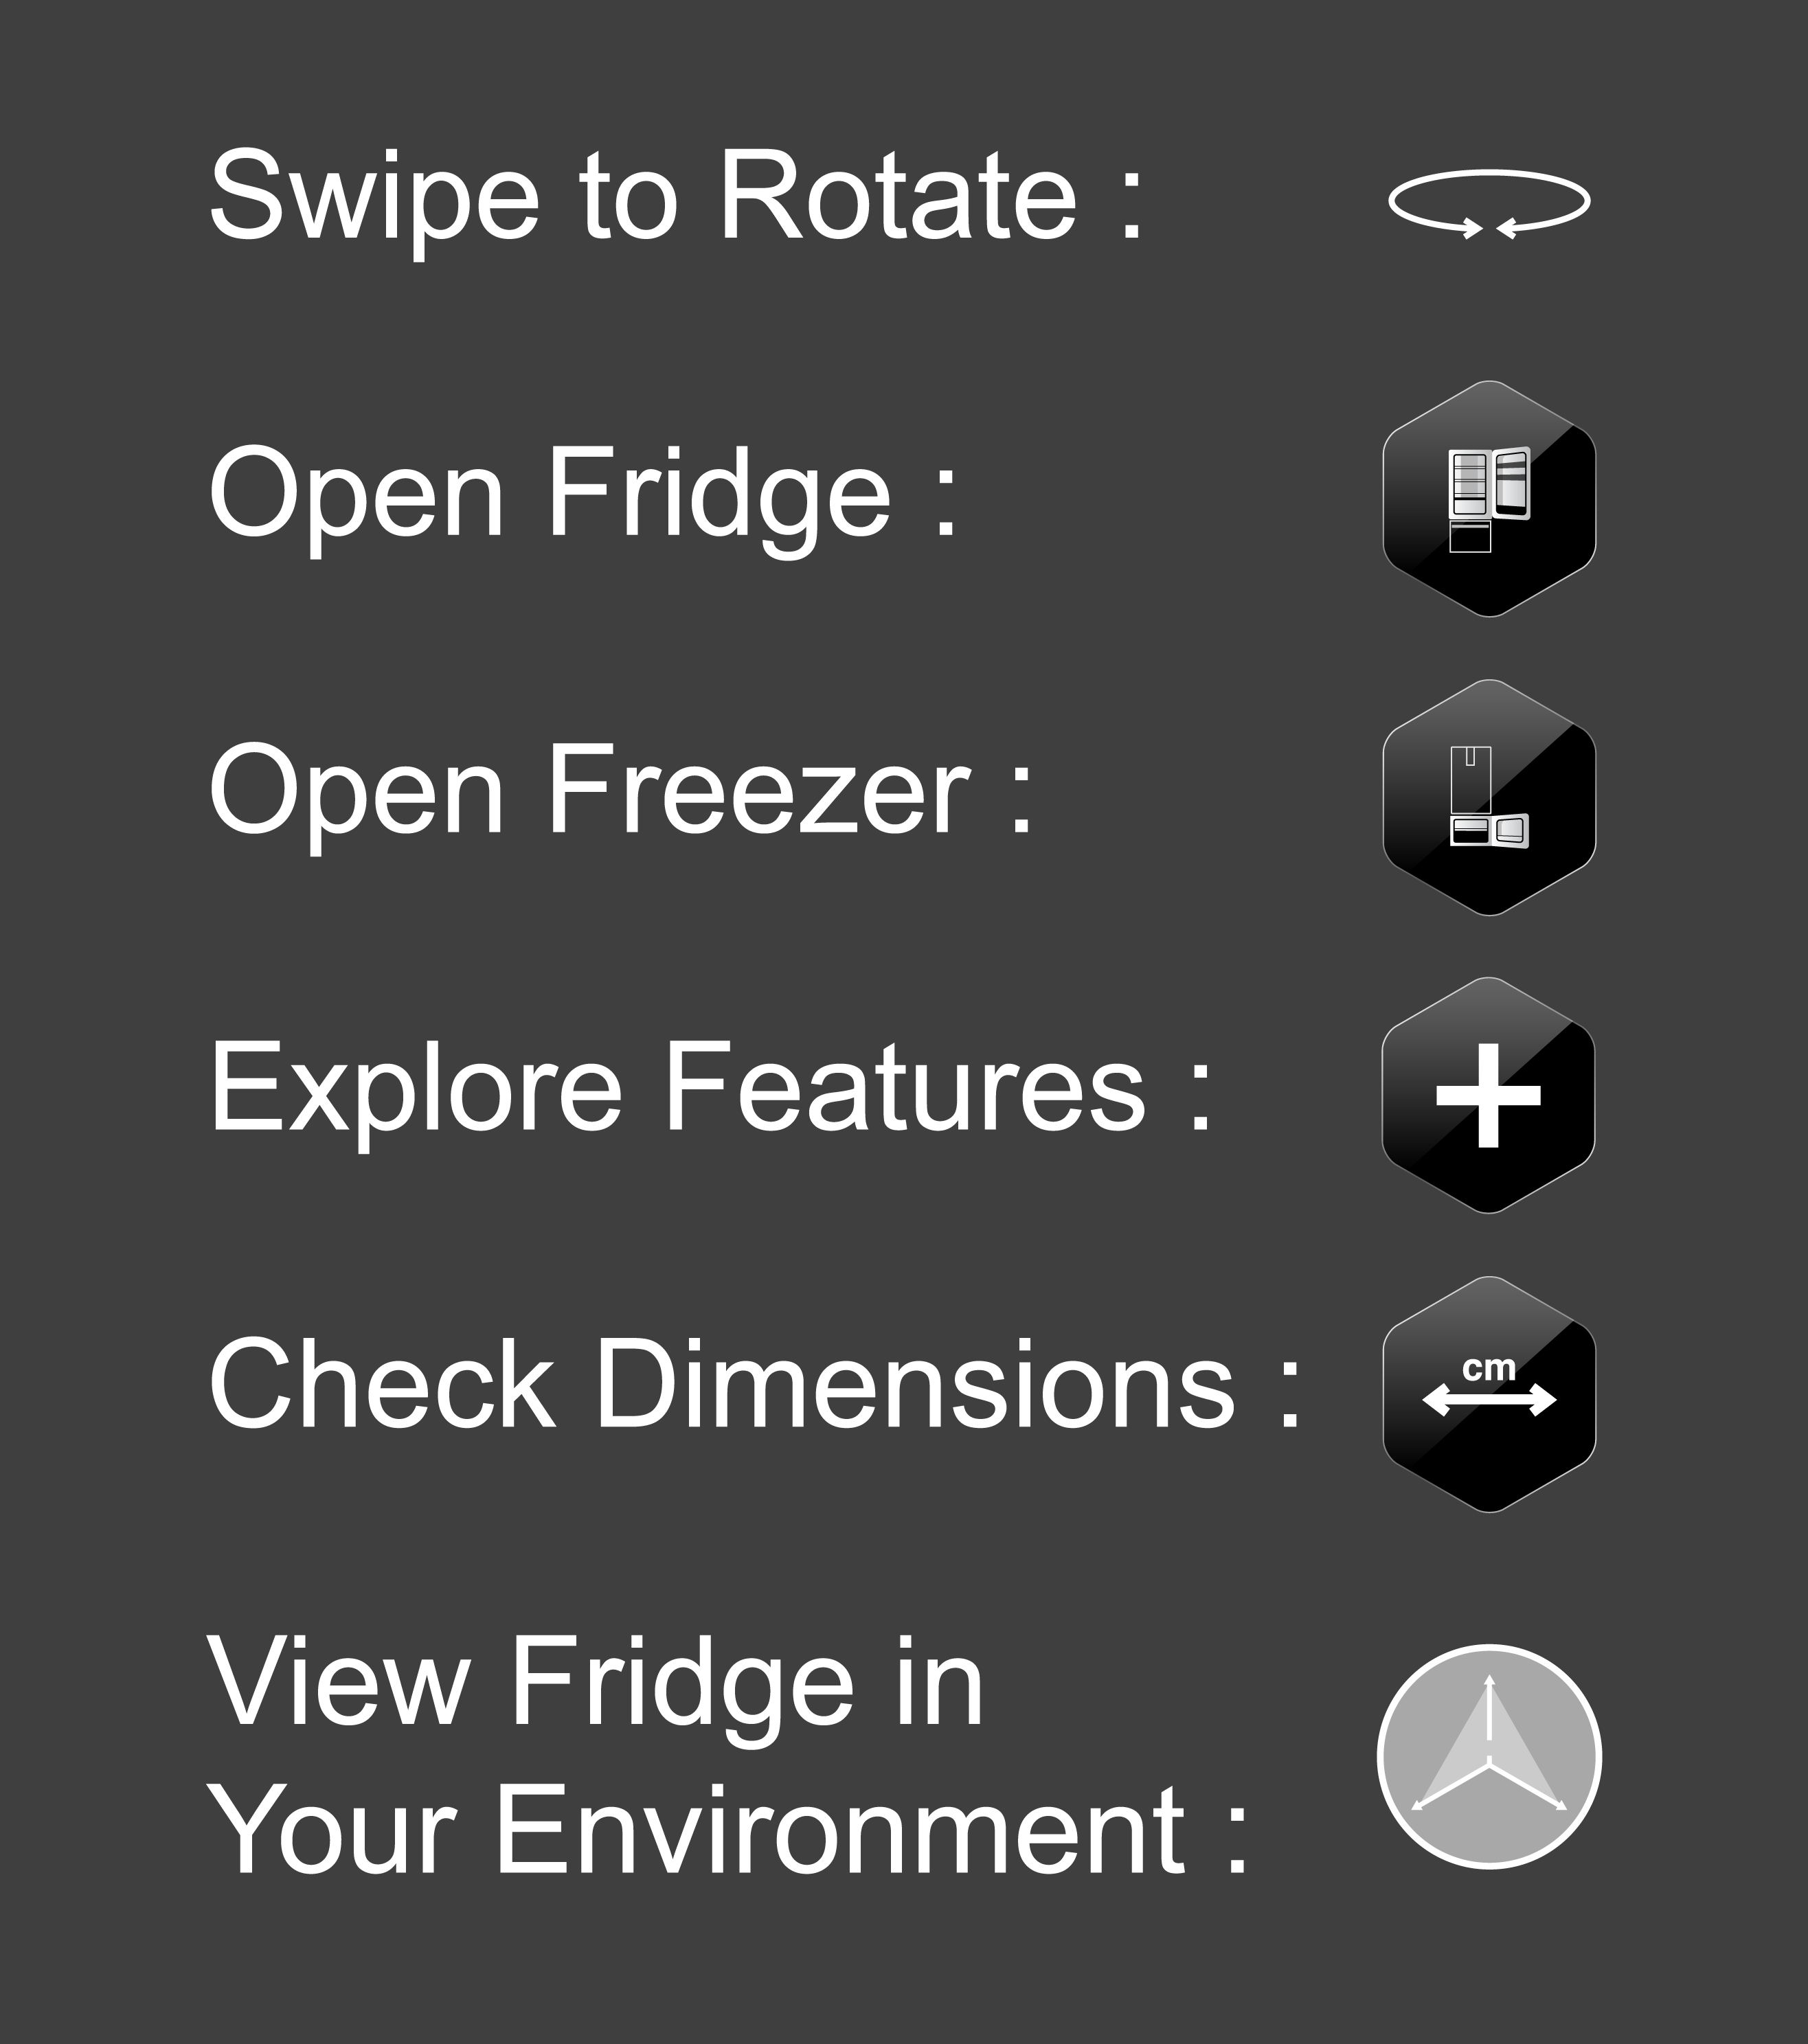 Swipe to Rotate :
Open Fridge :
Open Freezer :
Explore Features :
Check Dimensions :
cm
View Fridge in
Your Environment :